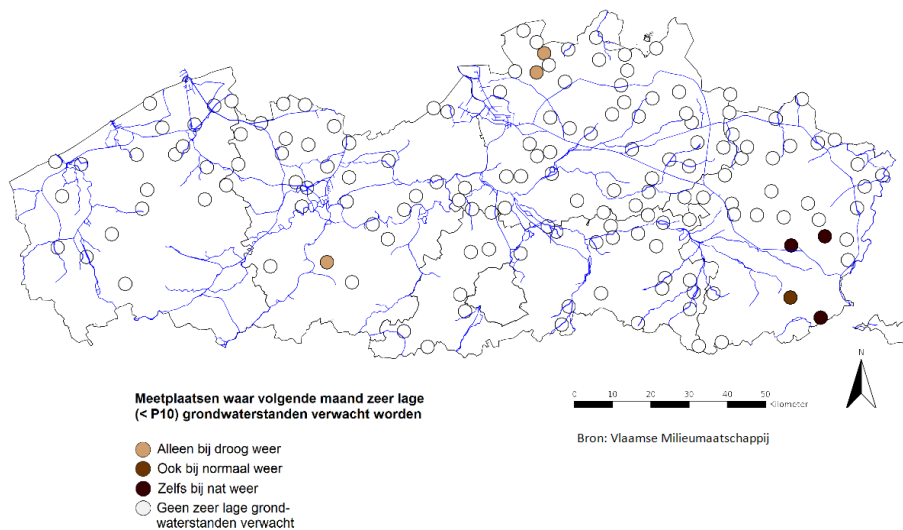 N
0 10 20 30 40 50
Kilometer
Bron: Vlaamse Milieumaatschappij
Meetplaatsen waar volgende maand zeer lage
(< P10) grondwaterstanden verwacht worden
Alleen bij droog weer
Ook bij normaal weer
Zelfs bij nat weer
Geen zeer lage grond-
waterstanden verwacht